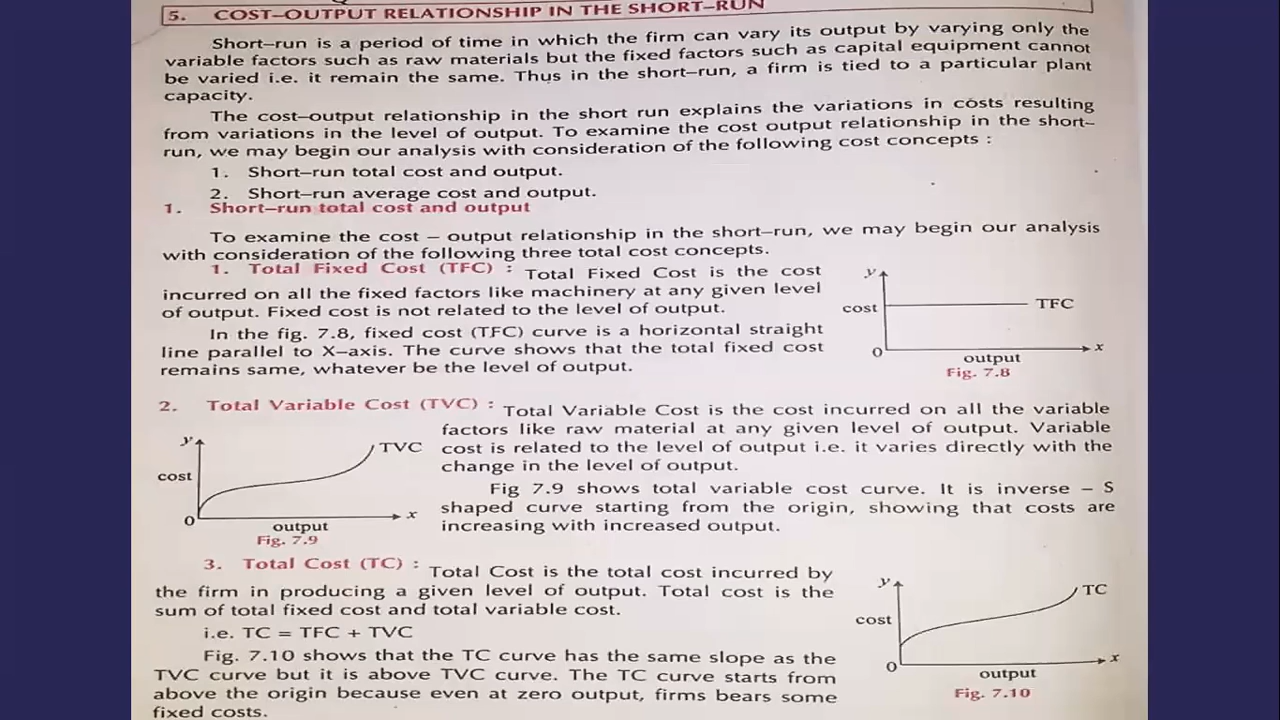 5. COST–OUTPUT RELATIONSHIP IN THE SHORT–RUN
Short–run is a period of time in which the firm can vary its output by varying only the
variable factors such as raw materials but the fixed factors such as capital equipment cannot
be varied i.e. it remain the same. Thus in the short–run, a firm is tied to a particular plant
capacity.
The cost–output relationship in the short run explains the variations in costs resulting
from variations in the level of output. To examine the cost output relationship in the short–
run, we may begin our analysis with consideration of the following cost concepts :
1. Short–run total cost and output.
2. Short–run average cost and output.
1. Short–run total cost and output
To examine the cost – output relationship in the short–run, we may begin our analysis
with consideration of the following three total cost concepts.
1. Total Fixed Cost (TFC) : Total Fixed Cost is the cost
incurred on all the fixed factors like machinery at any given level
of output. Fixed cost is not related to the level of output.
In the fig. 7.8, fixed cost (TFC) curve is a horizontal straight
line parallel to X–axis. The curve shows that the total fixed cost
remains same, whatever be the level of output.
y
cost
TFC
0
x
output
Fig. 7.8
2. Total Variable Cost (TVC) : Total Variable Cost is the cost incurred on all the variable
factors like raw material at any given level of output. Variable
cost is related to the level of output i.e. it varies directly with the
change in the level of output.
Fig 7.9 shows total variable cost curve. It is inverse – S
shaped curve starting from the origin, showing that costs are
increasing with increased output.
y
TVC
cost
0
x
output
Fig. 7.9
3. Total Cost (TC) : Total Cost is the total cost incurred by
the firm in producing a given level of output. Total cost is the
sum of total fixed cost and total variable cost.
i.e. TC = TFC + TVC
Fig. 7.10 shows that the TC curve has the same slope as the
TVC curve but it is above TVC curve. The TC curve starts from
above the origin because even at zero output, firms bears some
fixed costs.
y
TC
cost
0
x
output
Fig. 7.10